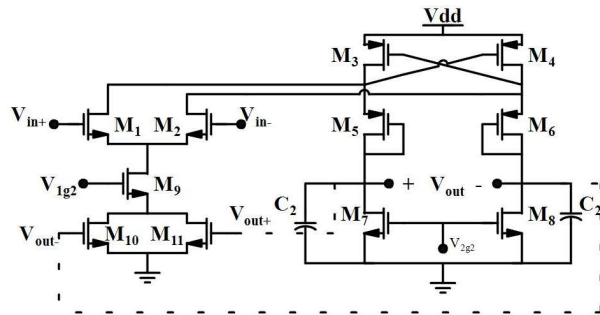 Vdd
M3
M4
Vin+
M1
M2
Vin-
M5
M6
V1g2
M9
+ Vout -
C2
M7
M8
C2
Vout-
M10
M11
Vout+
V2g2